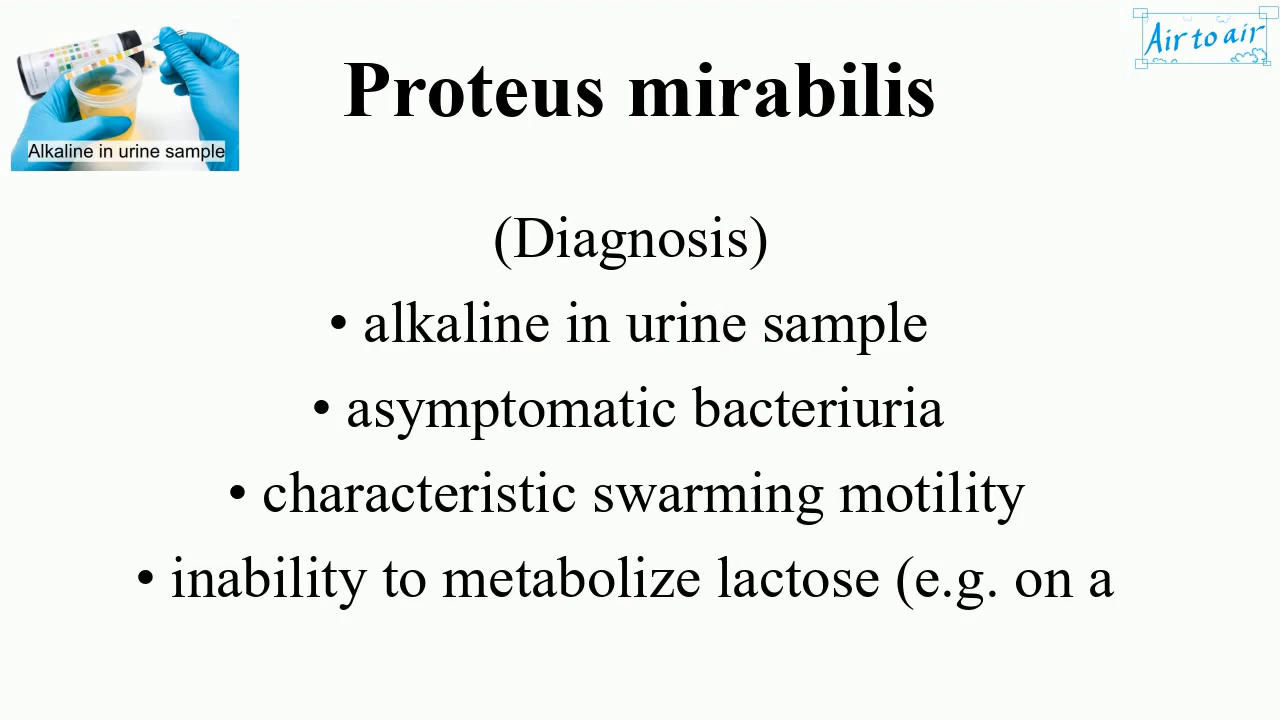 Air to air
Proteus mirabilis
Alkaline in urine sample
(Diagnosis)
• alkaline in urine sample
• asymptomatic bacteriuria
• characteristic swarming motility
• inability to metabolize lactose (e.g. on a